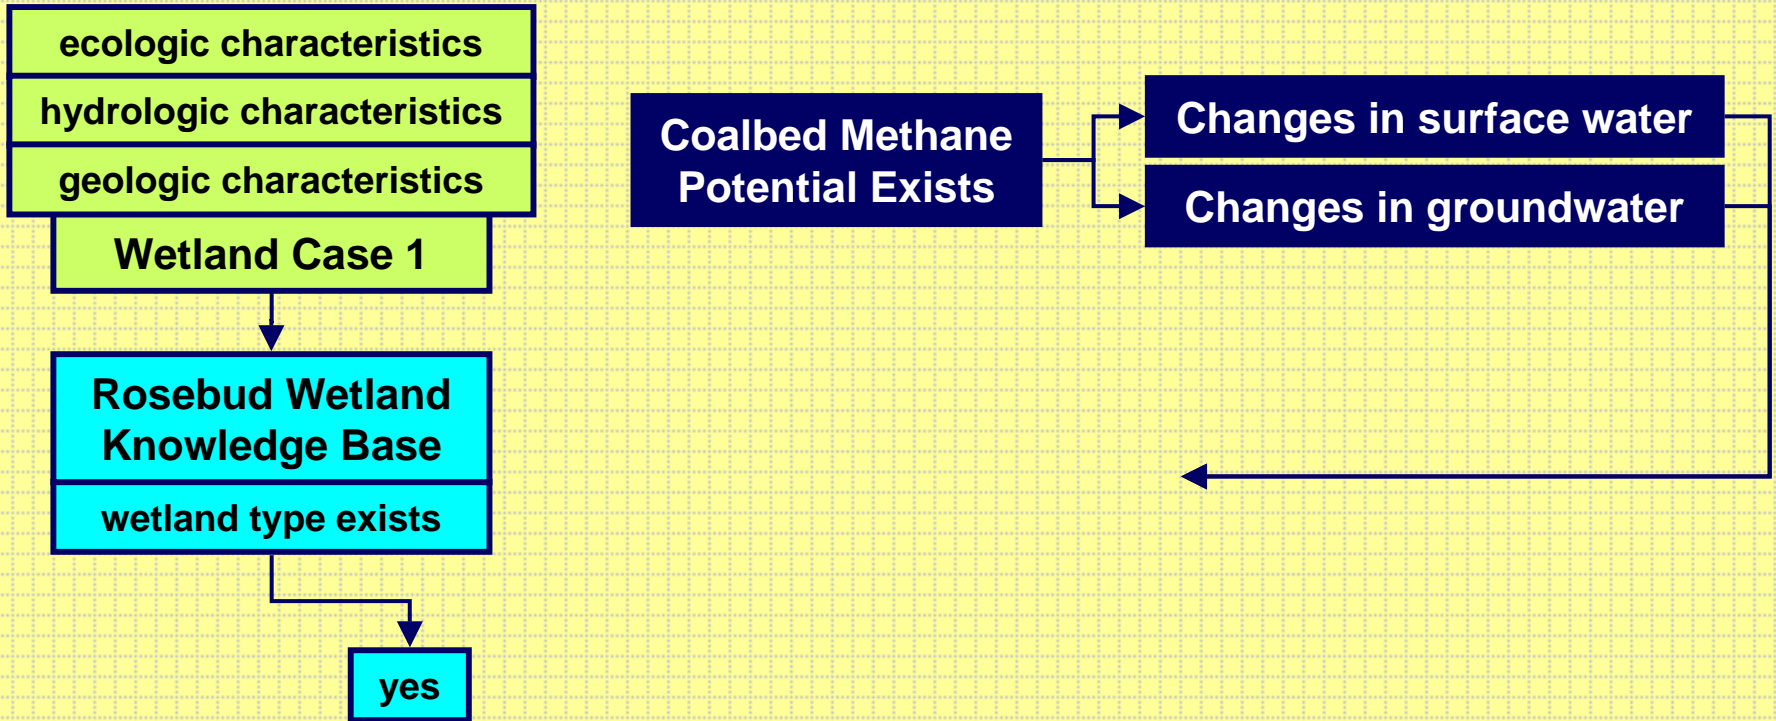 ecologic characteristics
hydrologic characteristics
geologic characteristics
Wetland Case 1
Rosebud Wetland
Knowledge Base
wetland type exists
yes
Coalbed Methane
Potential Exists
Changes in surface water
Changes in groundwater